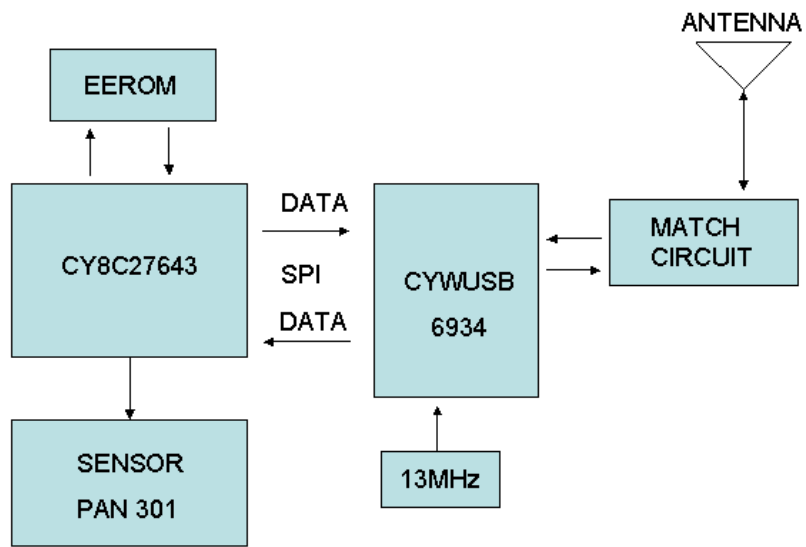 ANTENNA
EEROM
DATA
CY8C27643
SPI
DATA
CYWUSB
6934
MATCH
CIRCUIT
SENSOR
PAN 301
13MHz